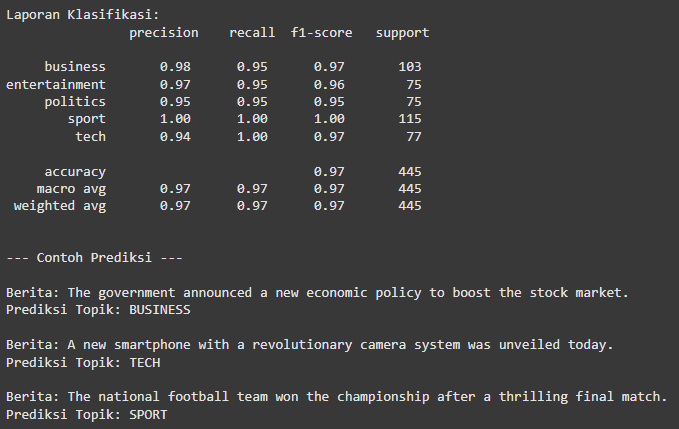 Laporan Klasifikasi:
precision recall f1-score support
business 0.98 0.95 0.97 103
entertainment 0.97 0.95 0.96 75
politics 0.95 0.95 0.95 75
sport 1.00 1.00 1.00 115
tech 0.94 1.00 0.97 77
accuracy 0.97 445
macro avg 0.97 0.97 0.97 445
weighted avg 0.97 0.97 0.97 445
--- Contoh Prediksi ---
Berita: The government announced a new economic policy to boost the stock market.
Prediksi Topik: BUSINESS
Berita: A new smartphone with a revolutionary camera system was unveiled today.
Prediksi Topik: TECH
Berita: The national football team won the championship after a thrilling final match.
Prediksi Topik: SPORT